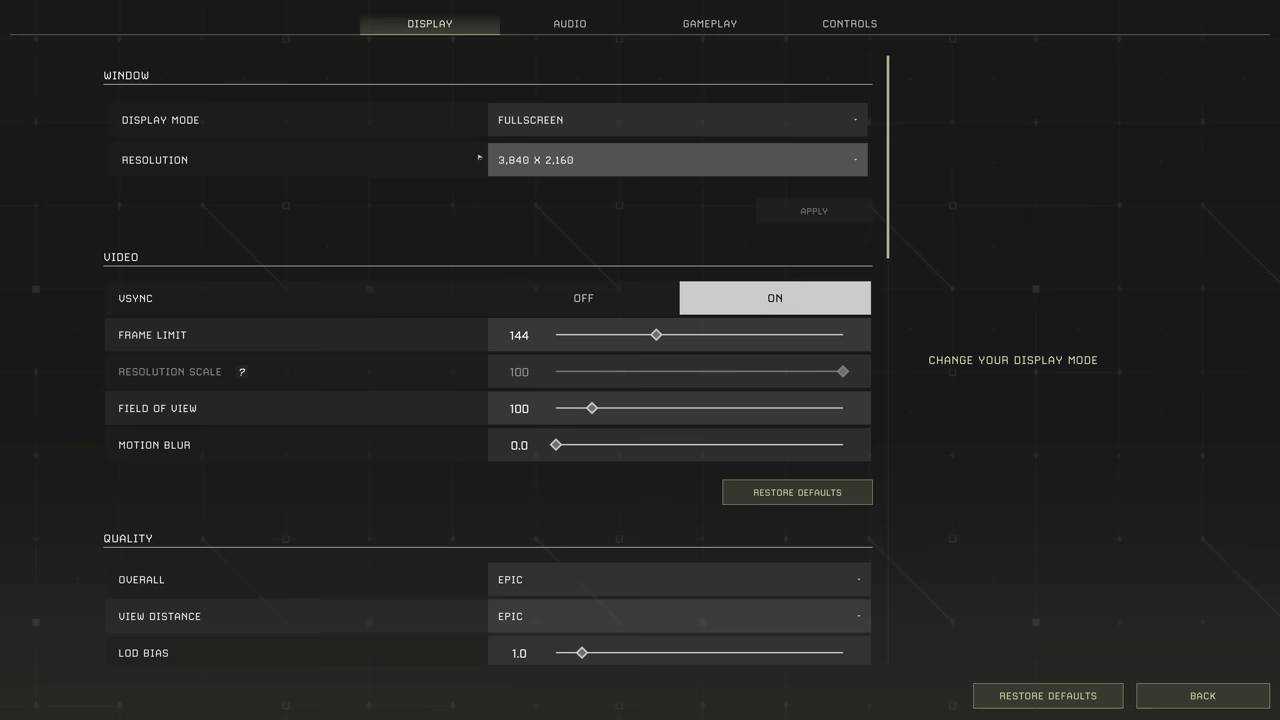 DISPLAY
AUDIO
GAMEPLAY
CONTROLS
WINDOW
DISPLAY MODE
FULLSCREEN
RESOLUTION
3,840 X 2,160
APPLY
VIDEO
VSYNC
OFF
ON
FRAME LIMIT
144
RESOLUTION SCALE ?
100
FIELD OF VIEW
100
MOTION BLUR
0.0
RESTORE DEFAULTS
CHANGE YOUR DISPLAY MODE
QUALITY
OVERALL
EPIC
VIEW DISTANCE
EPIC
LOD BIAS
1.0
RESTORE DEFAULTS
BACK